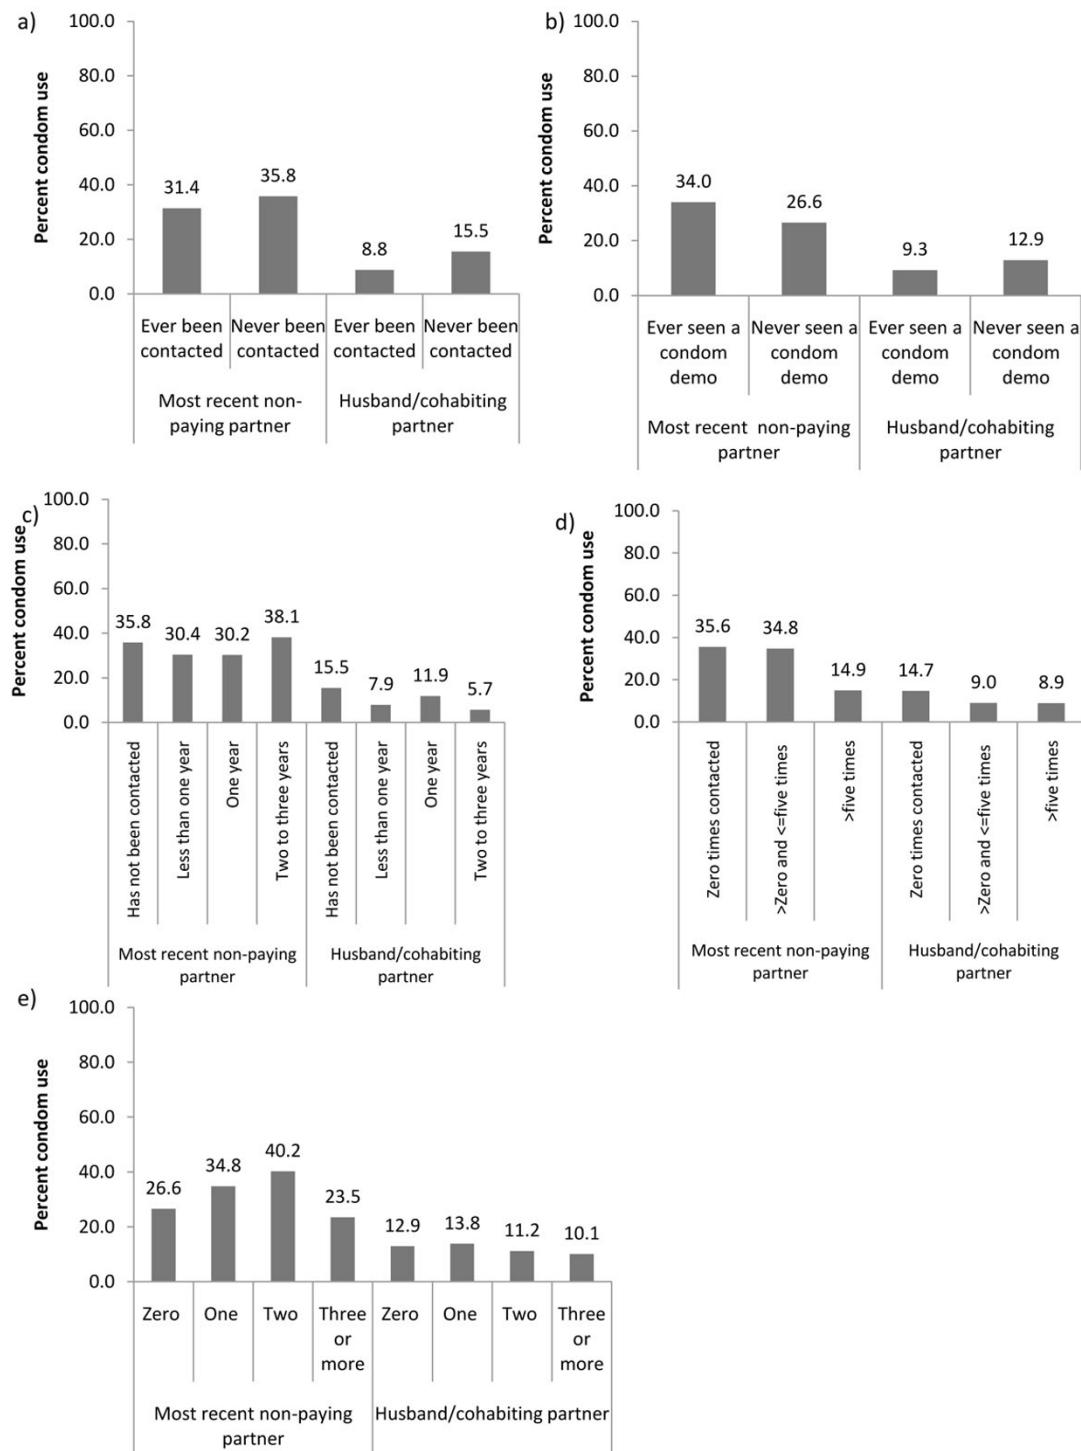 a)
Percent condom use
100.0
80.0
60.0
40.0
20.0
0.0
31.4
35.8
8.8
15.5
Ever been
contacted
Never been
contacted
Ever been
contacted
Never been
contacted
Most recent non-
paying partner
Husband/cohabiting
partner
b)
Percent condom use
100.0
80.0
60.0
40.0
20.0
0.0
34.0
26.6
9.3
12.9
Ever seen a
condom
demo
Never seen a
condom
demo
Ever seen a
condom
demo
Never seen a
condom
demo
Most recent non-paying
partner
Husband/cohabiting
partner
c)
Percent condom use
100.0
80.0
60.0
40.0
20.0
0.0
35.8
30.4
30.2
38.1
15.5
7.9
11.9
5.7
Has not been contacted
Less than one year
One year
Two to three years
Has not been contacted
Less than one year
One year
Two to three years
Most recent non-paying
partner
Husband/cohabiting
partner
d)
Percent condom use
100.0
80.0
60.0
40.0
20.0
0.0
35.6
34.8
14.9
14.7
9.0
8.9
Zero times contacted
>Zero and <=five times
>five times
Zero times contacted
>Zero and <=five times
>five times
Most recent non-paying
partner
Husband/cohabiting
partner
e)
Percent condom use
100.0
80.0
60.0
40.0
20.0
0.0
26.6
34.8
40.2
23.5
12.9
13.8
11.2
10.1
Zero
One
Two
Three
or
more
Zero
One
Two
Three
or
more
Most recent non-paying
partner
Husband/cohabiting partner